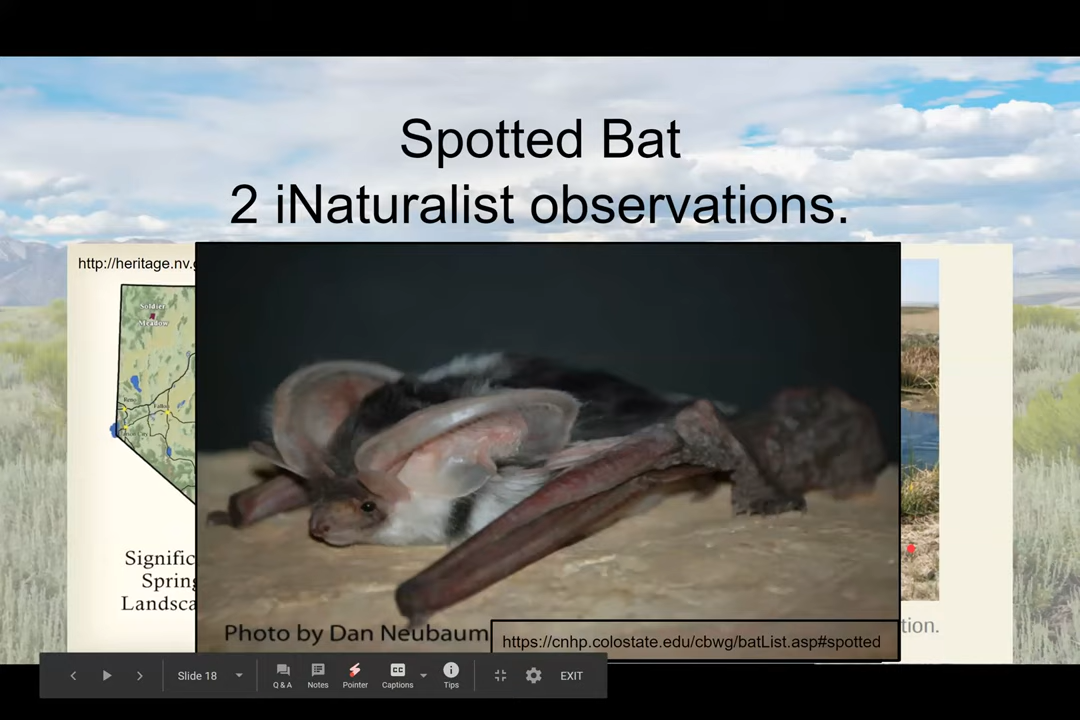 Spotted Bat
2 iNaturalist observations.
http://heritage.nv.g
Soldier
Meadow
Reno
Signific
Spring
Landsca
Photo by Dan Neubaum
https://cnhp.colostate.edu/cbwg/batList.asp#spotted
tion.
Slide 18
Q & A
Notes
Pointer
Captions
Tips
EXIT